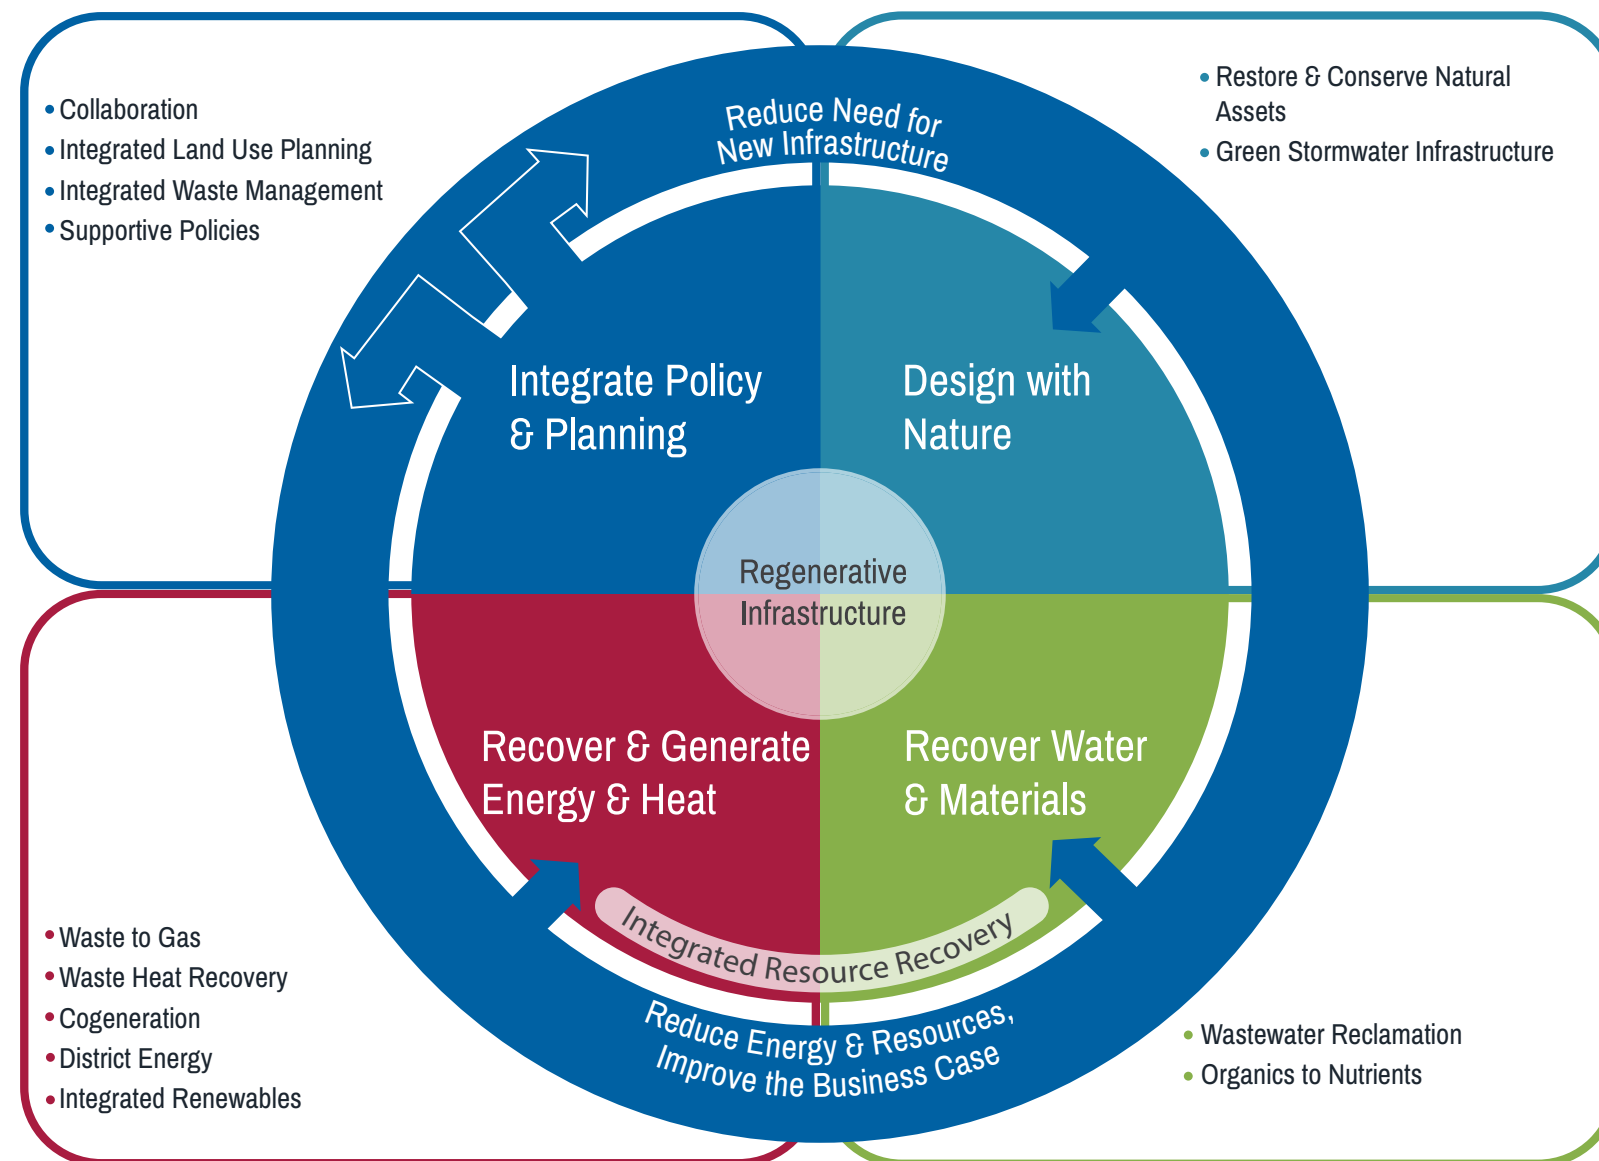 • Collaboration
• Integrated Land Use Planning
• Integrated Waste Management
• Supportive Policies
• Restore & Conserve Natural
Assets
• Green Stormwater Infrastructure
Reduce Need for
New Infrastructure
Integrate Policy
& Planning
Design with
Nature
Regenerative
Infrastructure
Recover & Generate
Energy & Heat
Recover Water
& Materials
Integrated Resource Recovery
Reduce Energy & Resources,
Improve the Business Case
• Waste to Gas
• Waste Heat Recovery
• Cogeneration
• District Energy
• Integrated Renewables
• Wastewater Reclamation
• Organics to Nutrients